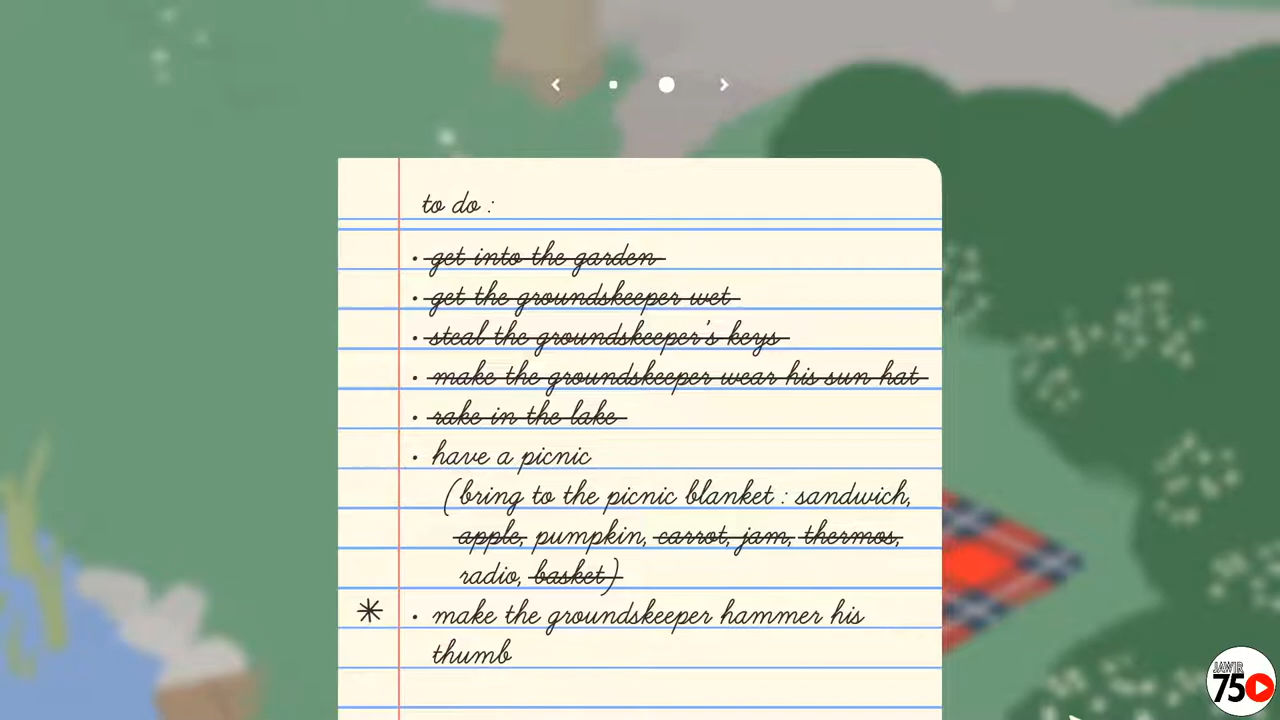 to do :
• get into the garden
• get the groundskeeper wet
• steal the groundskeeper's keys
• make the groundskeeper wear his sun hat
• rake in the lake
• have a picnic
(bring to the picnic blanket : sandwich,
apple, pumpkin, carrot, jam, thermos,
radio, basket)
• make the groundskeeper hammer his
thumb
JAWIR
75